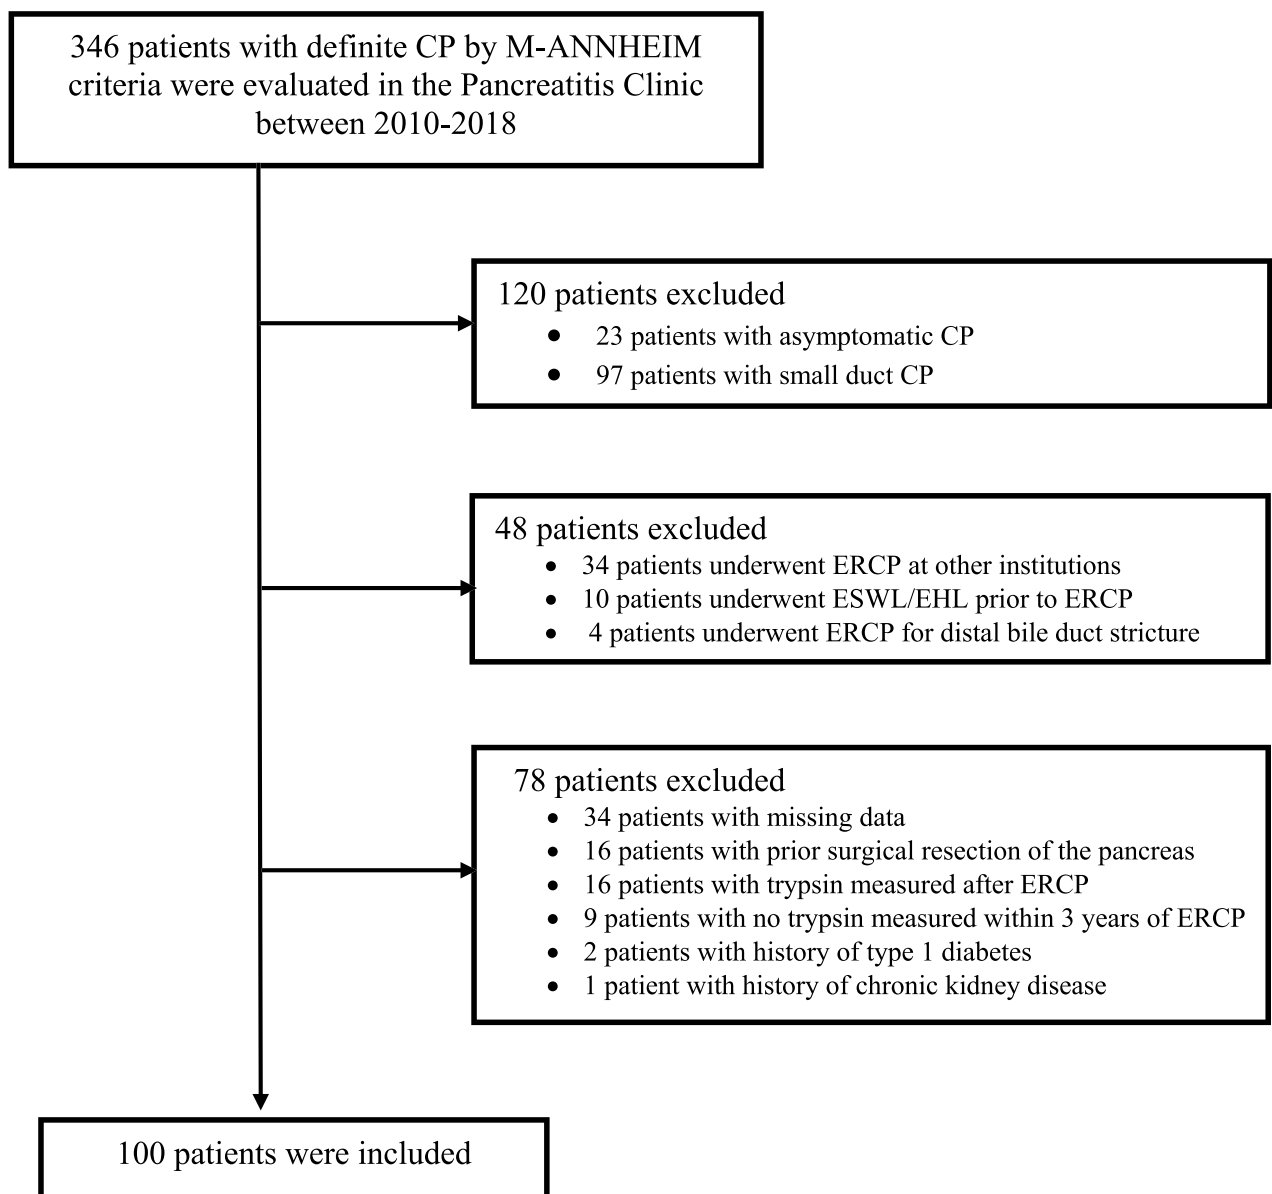 346 patients with definite CP by M-ANNHEIM
criteria were evaluated in the Pancreatitis Clinic
between 2010-2018
120 patients excluded
• 23 patients with asymptomatic CP
• 97 patients with small duct CP
48 patients excluded
• 34 patients underwent ERCP at other institutions
• 10 patients underwent ESWL/EHL prior to ERCP
• 4 patients underwent ERCP for distal bile duct stricture
78 patients excluded
• 34 patients with missing data
• 16 patients with prior surgical resection of the pancreas
• 16 patients with trypsin measured after ERCP
• 9 patients with no trypsin measured within 3 years of ERCP
• 2 patients with history of type 1 diabetes
• 1 patient with history of chronic kidney disease
100 patients were included